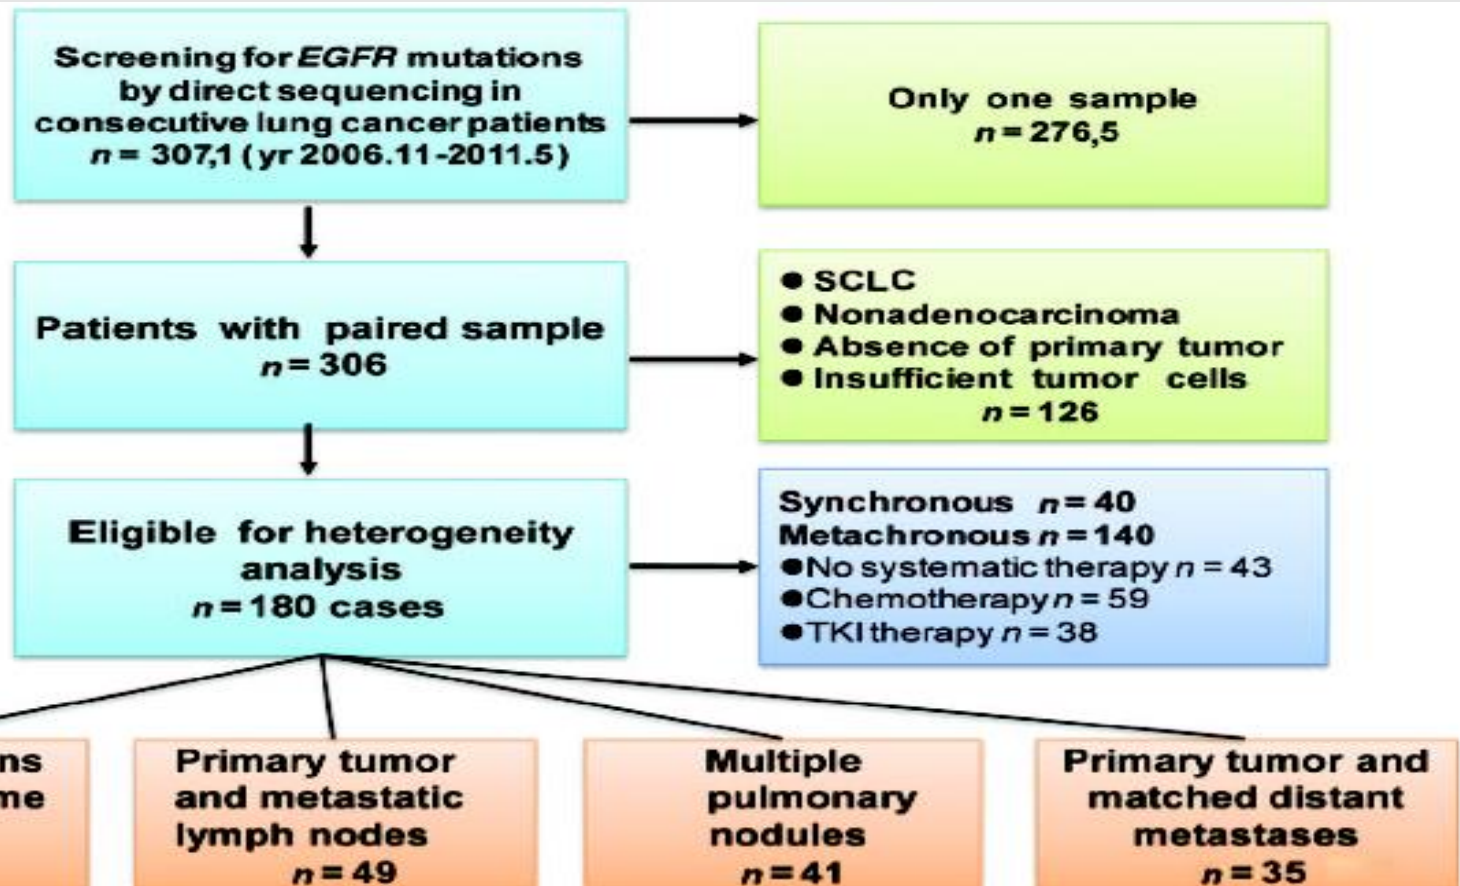 Screening for EGFR mutations
by direct sequencing in
consecutive lung cancer patients
n = 307,1 (yr 2006.11-2011.5)
Only one sample
n = 276,5
Patients with paired sample
n = 306
● SCLC
● Nonadenocarcinoma
● Absence of primary tumor
● Insufficient tumor cells
n = 126
Eligible for heterogeneity
analysis
n = 180 cases
Synchronous n = 40
Metachronous n = 140
●No systematic therapy n = 43
●Chemotherapy n = 59
●TKI therapy n = 38
ns
me
Primary tumor
and metastatic
lymph nodes
n = 49
Multiple
pulmonary
nodules
n = 41
Primary tumor and
matched distant
metastases
n = 35